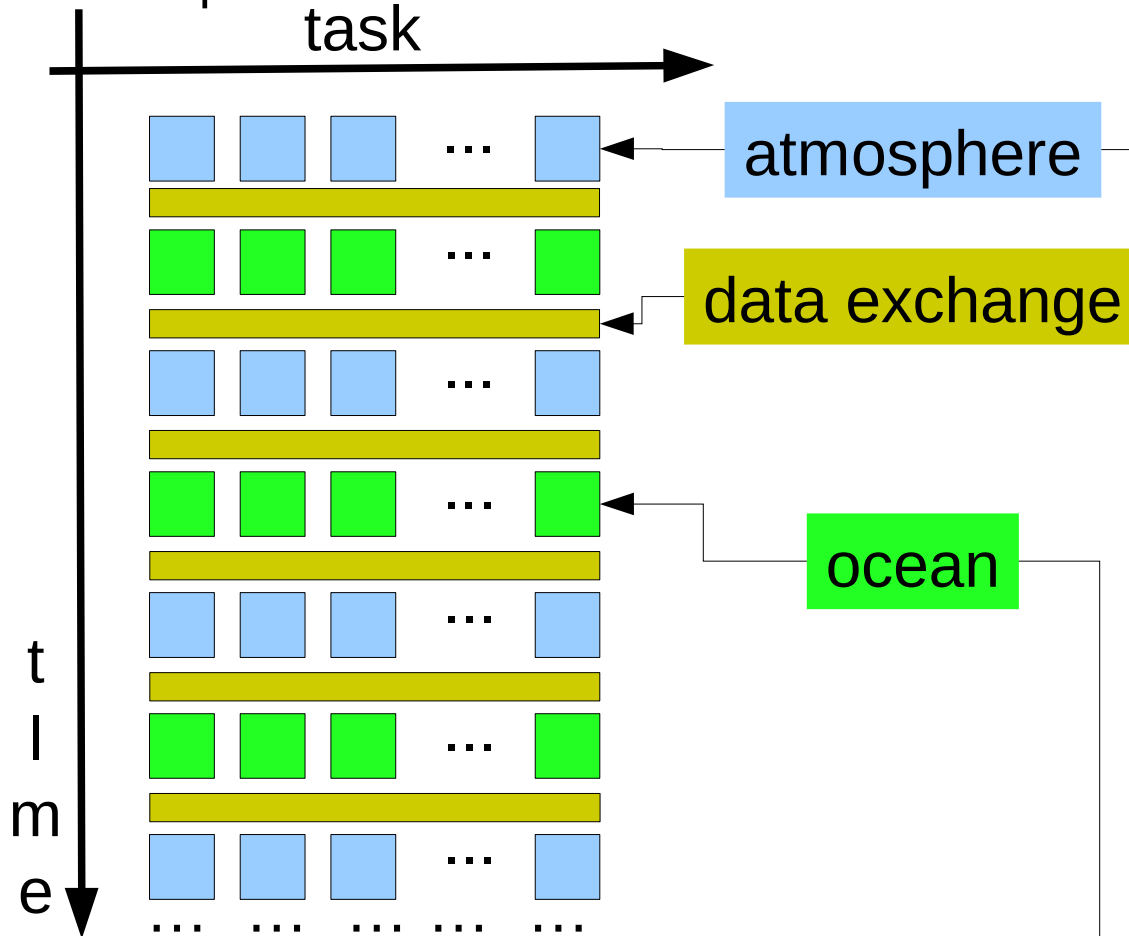 task
atmosphere
data exchange
ocean
t
I
m
e